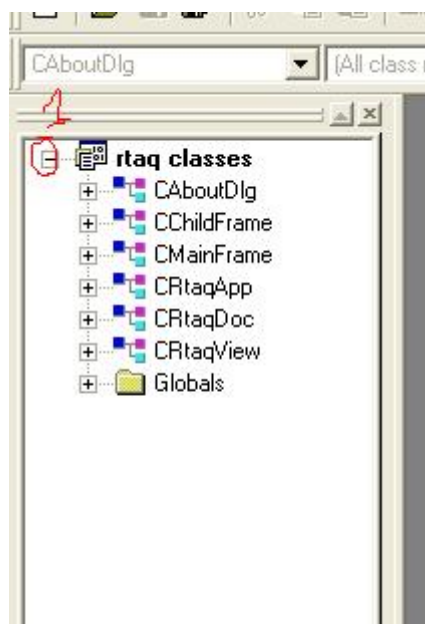 CAboutDlg
(All class
1
rtaq classes
CAboutDlg
CChildFrame
CMainFrame
CRtaqApp
CRtaqDoc
CRtaqView
Globals